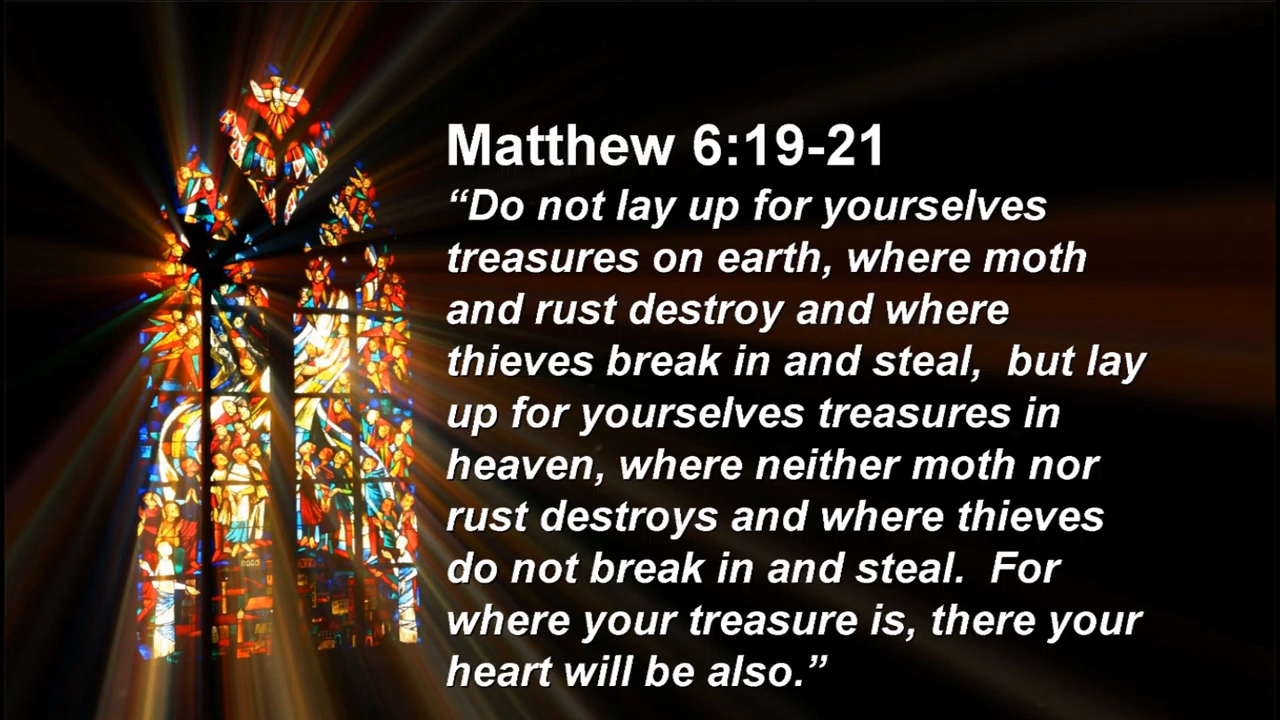 Matthew 6:19-21
“Do not lay up for yourselves
treasures on earth, where moth
and rust destroy and where
thieves break in and steal,  but lay
up for yourselves treasures in
heaven, where neither moth nor
rust destroys and where thieves
do not break in and steal.  For
where your treasure is, there your
heart will be also.”